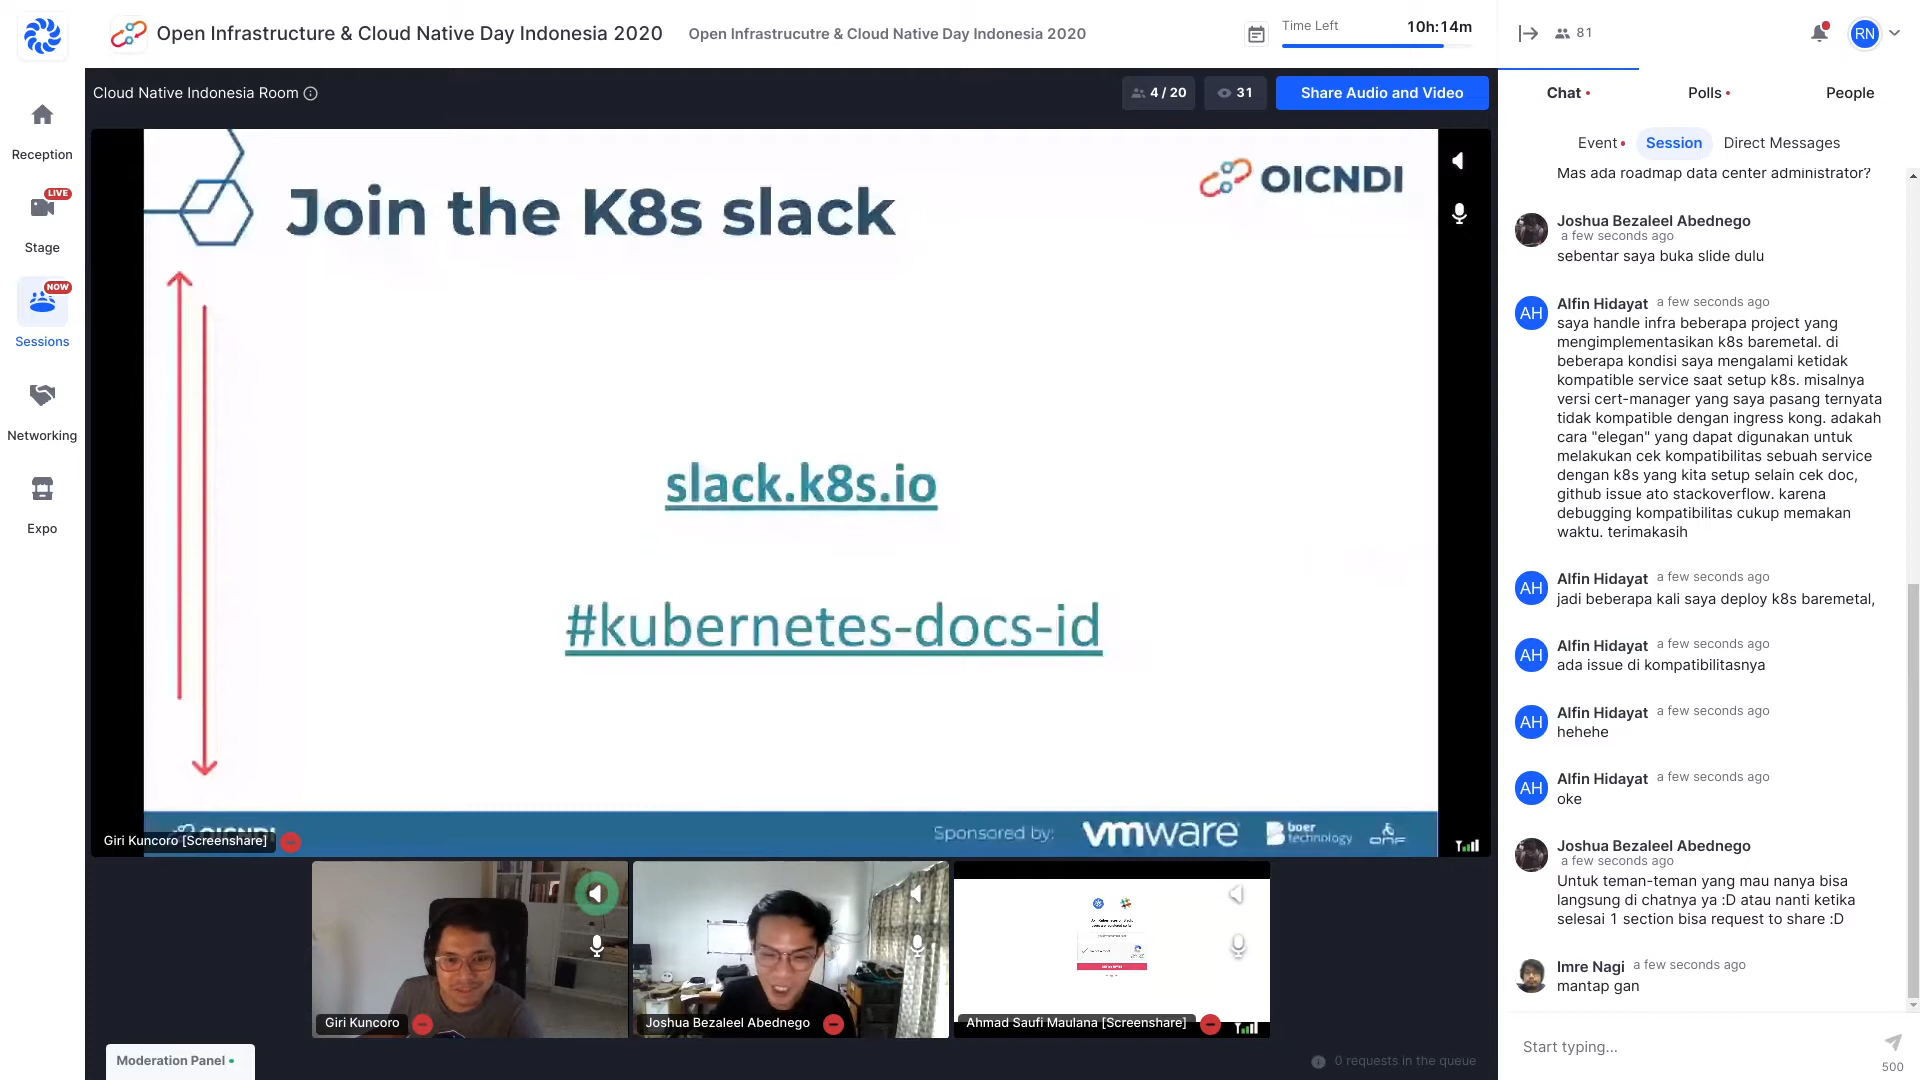 Open Infrastructure & Cloud Native Day Indonesia 2020
Open Infrastrucutre & Cloud Native Day Indonesia 2020
Time Left
10h:14m
81
RN
Reception
LIVE
Stage
NOW
Sessions
Networking
Expo
Cloud Native Indonesia Room
4 / 20
31
Share Audio and Video
Join the K8s slack
OICNDI
slack.k8s.io
#kubernetes-docs-id
OICNDI
Sponsored by:
vmware
boer
technology
Giri Kuncoro [Screenshare]
Giri Kuncoro
Joshua Bezaleel Abednego
Ahmad Saufi Maulana [Screenshare]
Moderation Panel
0 requests in the queue
Chat
Polls
People
Event
Session
Direct Messages
Mas ada roadmap data center administrator?
Joshua Bezaleel Abednego
a few seconds ago
sebentar saya buka slide dulu
AH
Alfin Hidayat a few seconds ago
saya handle infra beberapa project yang
mengimplementasikan k8s baremetal. di
beberapa kondisi saya mengalami ketidak
kompatible service saat setup k8s. misalnya
versi cert-manager yang saya pasang ternyata
tidak kompatible dengan ingress kong. adakah
cara "elegan" yang dapat digunakan untuk
melakukan cek kompatibilitas sebuah service
dengan k8s yang kita setup selain cek doc,
github issue ato stackoverflow. karena
debugging kompatibilitas cukup memakan
waktu. terimakasih
AH
Alfin Hidayat a few seconds ago
jadi beberapa kali saya deploy k8s baremetal,
AH
Alfin Hidayat a few seconds ago
ada issue di kompatibilitasnya
AH
Alfin Hidayat a few seconds ago
hehehe
AH
Alfin Hidayat a few seconds ago
oke
Joshua Bezaleel Abednego
a few seconds ago
Untuk teman-teman yang mau nanya bisa
langsung di chatnya ya :D atau nanti ketika
selesai 1 section bisa request to share :D
Imre Nagi a few seconds ago
mantap gan
Start typing...
500